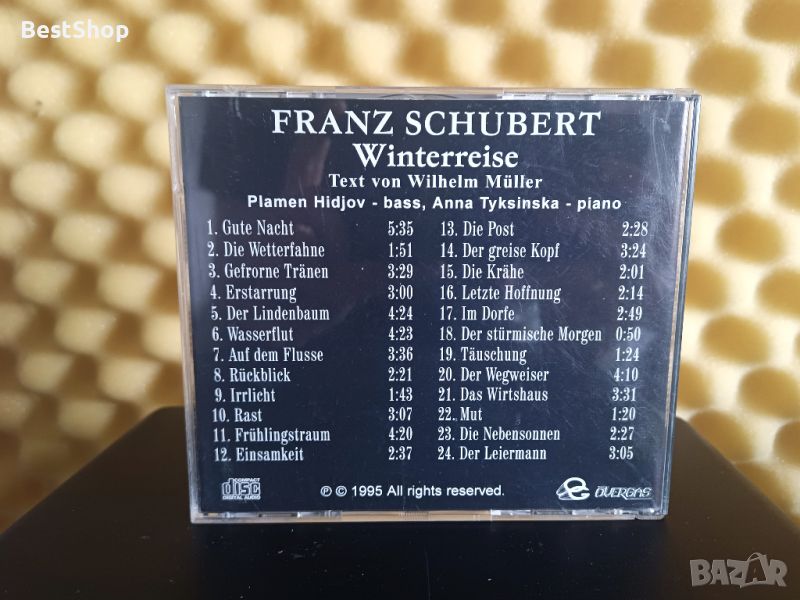 BestShop
FRANZ SCHUBERT
Winterreise
Text von Wilhelm Müller
Plamen Hidjov - bass, Anna Tyksinska - piano
1. Gute Nacht 5:35
2. Die Wetterfahne 1:51
3. Gefrorne Tränen 3:29
4. Erstarrung 3:00
5. Der Lindenbaum 4:24
6. Wasserflut 4:23
7. Auf dem Flusse 3:36
8. Rückblick 2:21
9. Irrlicht 1:43
10. Rast 3:07
11. Frühlingstraum 4:20
12. Einsamkeit 2:37
13. Die Post 2:28
14. Der greise Kopf 3:24
15. Die Krähe 2:01
16. Letzte Hoffnung 2:14
17. Im Dorfe 2:49
18. Der stürmische Morgen 0:50
19. Täuschung 1:24
20. Der Wegweiser 4:10
21. Das Wirtshaus 3:31
22. Mut 1:20
23. Die Nebensonnen 2:27
24. Der Leiermann 3:05
COMPACT
disc
DIGITAL AUDIO
℗ © 1995 All rights reserved.
OVERGAS
BAZAR